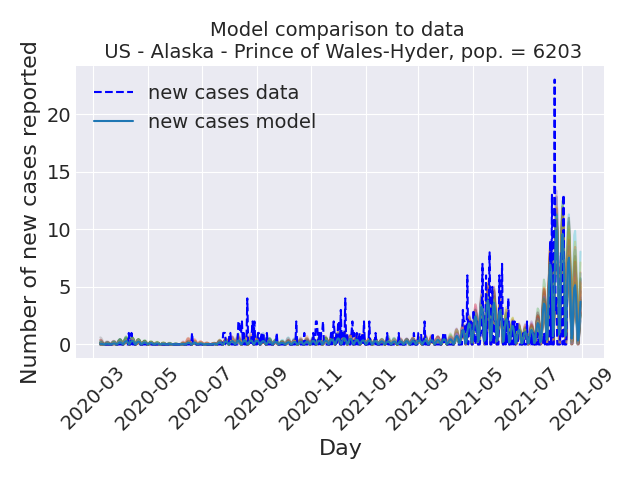 Model comparison to data
US - Alaska - Prince of Wales-Hyder, pop. = 6203
Number of new cases reported
new cases data
new cases model
20
15
10
5
0
2020-03
2020-05
2020-07
2020-09
2020-11
2021-01
2021-03
2021-05
2021-07
2021-09
Day